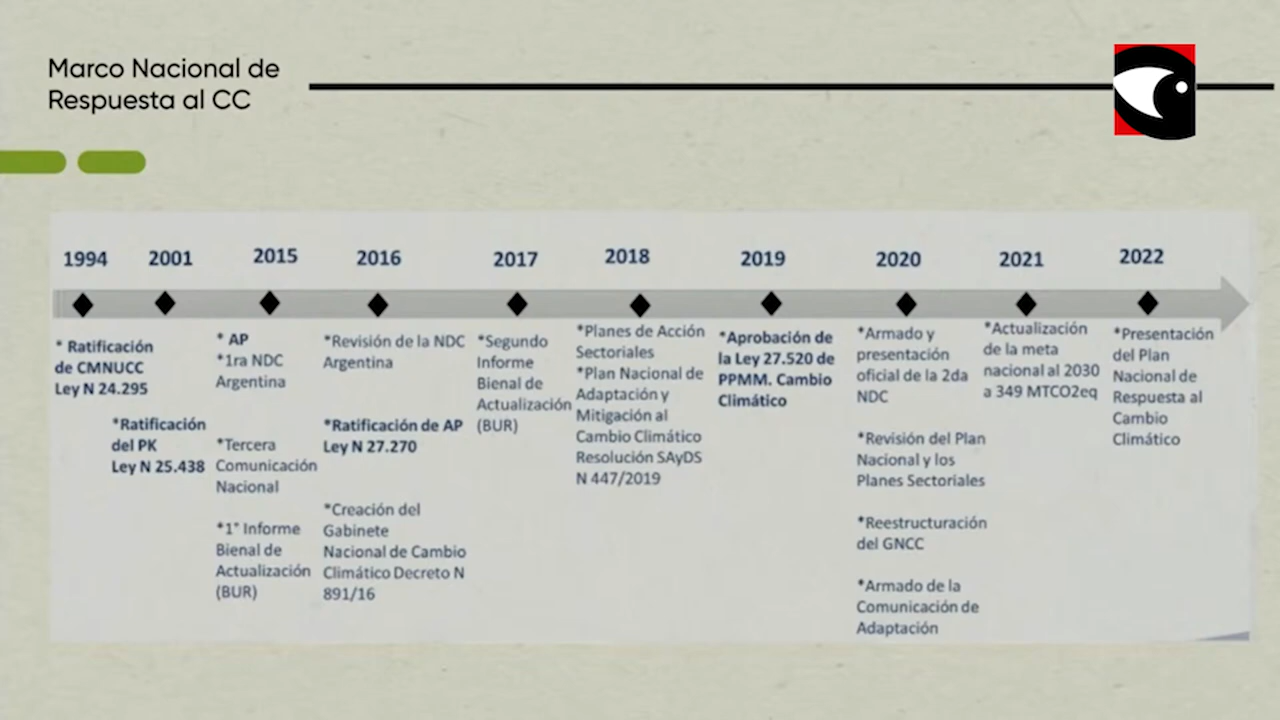 Marco Nacional de
Respuesta al CC
1994
2001
2015
2016
2017
2018
2019
2020
2021
2022
* Ratificación
de CMNUCC
Ley N 24.295
*Ratificación
del PK
Ley N 25.438
* AP
*1ra NDC
Argentina
*Tercera
Comunicación
Nacional
*1° Informe
Bienal de
Actualización
(BUR)
*Revisión de la NDC
Argentina
*Ratificación de AP
Ley N 27.270
*Creación del
Gabinete
Nacional de Cambio
Climático Decreto N
891/16
*Segundo
Informe
Bienal de
Actualización
(BUR)
*Planes de Acción
Sectoriales
*Plan Nacional de
Adaptación y
Mitigación al
Cambio Climático
Resolución SAyDS
N 447/2019
*Aprobación de
la Ley 27.520 de
PPMM. Cambio
Climático
*Armado y
presentación
oficial de la 2da
NDC
*Revisión del Plan
Nacional y los
Planes Sectoriales
*Reestructuración
del GNCC
*Armado de la
Comunicación de
Adaptación
*Actualización
de la meta
nacional al 2030
a 349 MTCO2eq
*Presentación
del Plan
Nacional de
Respuesta al
Cambio
Climático